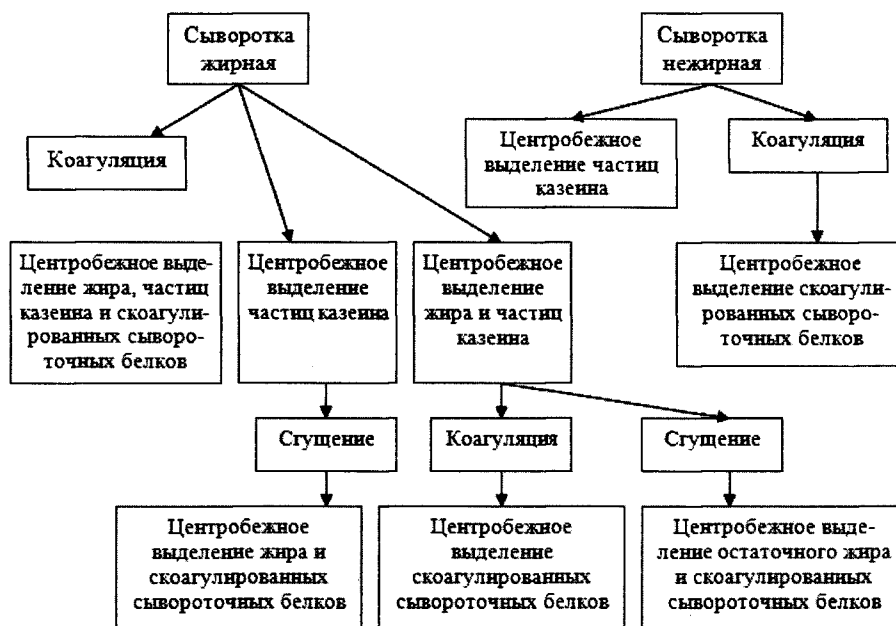 Сыворотка
жирная
Сыворотка
нежирная
Коагуляция
Центробежное
выделение частиц
казеина
Коагуляция
Центробежное выде-
ление жира, частиц
казеина и скоагули-
рованных сыворо-
точных белков
Центробежное
выделение
частиц казеина
Центробежное
выделение
жира и частиц
казеина
Центробежное
выделение скоагули-
рованных сыворо-
точных белков
Сгущение
Коагуляция
Сгущение
Центробежное
выделение жира и
скоагулированных
сывороточных белков
Центробежное
выделение
скоагулированных
сывороточных белков
Центробежное выде-
ление остаточного жира
и скоагулированных
сывороточных белков